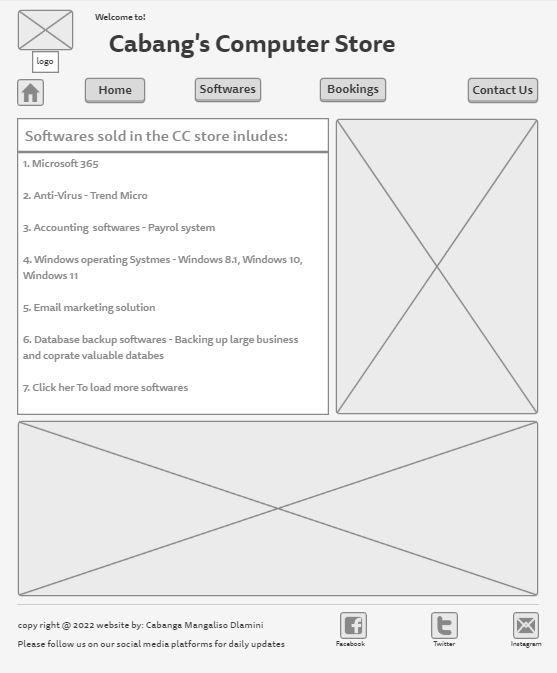 Welcome to!
Cabang's Computer Store
logo
Home
Softwares
Bookings
Contact Us
Softwares sold in the CC store inludes:
1. Microsoft 365
2. Anti-Virus - Trend Micro
3. Accounting softwares - Payrol system
4. Windows operating Systmes - Windows 8.1, Windows 10,
Windows 11
5. Email marketing solution
6. Database backup softwares - Backing up large business
and coprate valuable databes
7. Click her To load more softwares
copy right @ 2022 website by: Cabanga Mangaliso Dlamini
Please follow us on our social media platforms for daily updates
Facebook
Twitter
Instagram